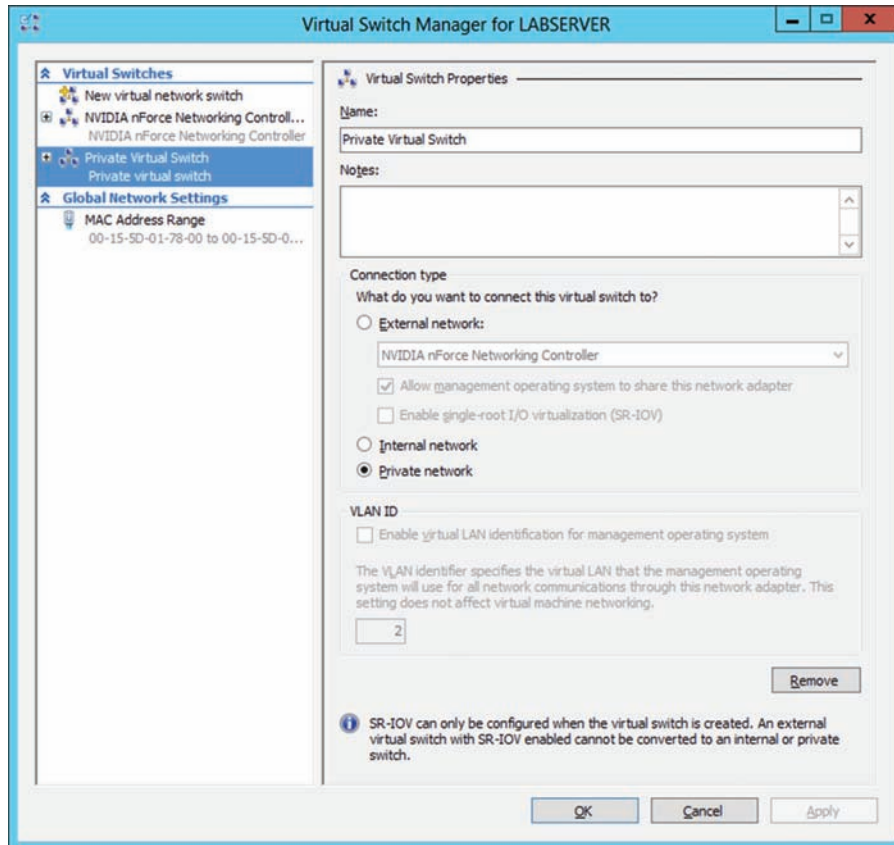 Virtual Switch Manager for LABSERVER
Virtual Switches
New virtual network switch
NVIDIA nForce Networking Controll...
NVIDIA nForce Networking Controller
Private Virtual Switch
Private virtual switch
Global Network Settings
MAC Address Range
00-15-5D-01-78-00 to 00-15-5D-0...
Virtual Switch Properties
Name:
Private Virtual Switch
Notes:
Connection type
What do you want to connect this virtual switch to?
External network:
NVIDIA nForce Networking Controller
Allow management operating system to share this network adapter
Enable single-root I/O virtualization (SR-IOV)
Internal network
Private network
VLAN ID
Enable virtual LAN identification for management operating system
The VLAN identifier specifies the virtual LAN that the management operating
system will use for all network communications through this network adapter. This
setting does not affect virtual machine networking.
2
Remove
SR-IOV can only be configured when the virtual switch is created. An external
virtual switch with SR-IOV enabled cannot be converted to an internal or private
switch.
OK
Cancel
Apply